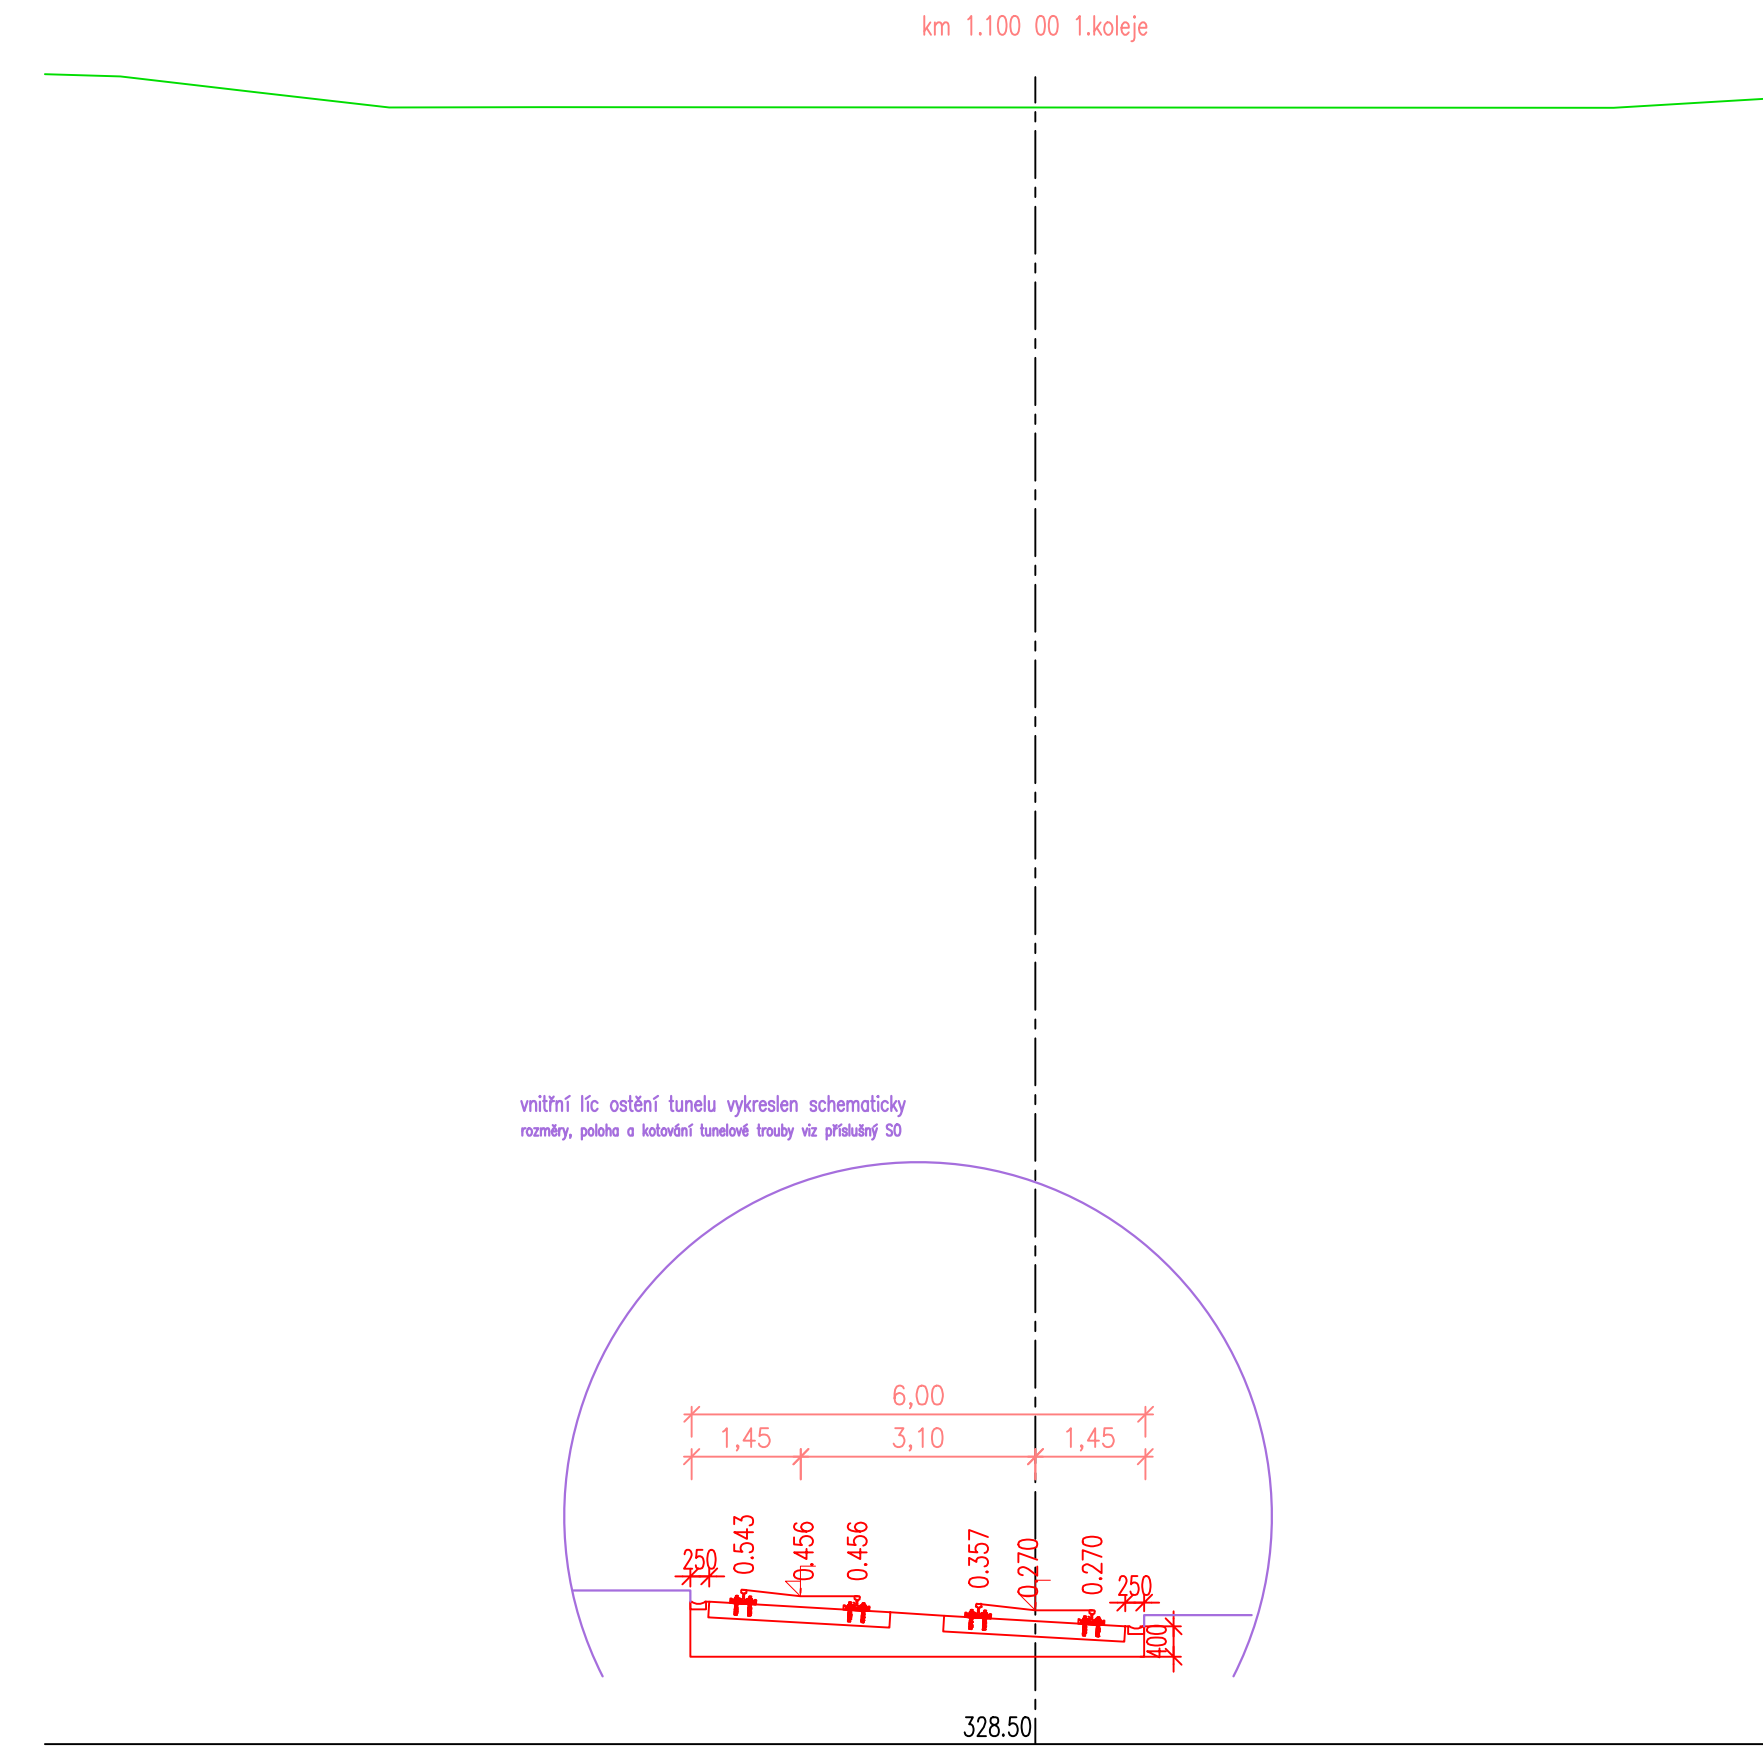 km 1.100 00 1.koleje
vnitřní líc ostění tunelu vykreslen schematicky
rozměry, poloha a kotování tunelové trouby viz příslušný SO
6,00
1,45 3,10 1,45
250 0.543 0.456 0.456 0.357 0.270 0.270 250
400
328.50